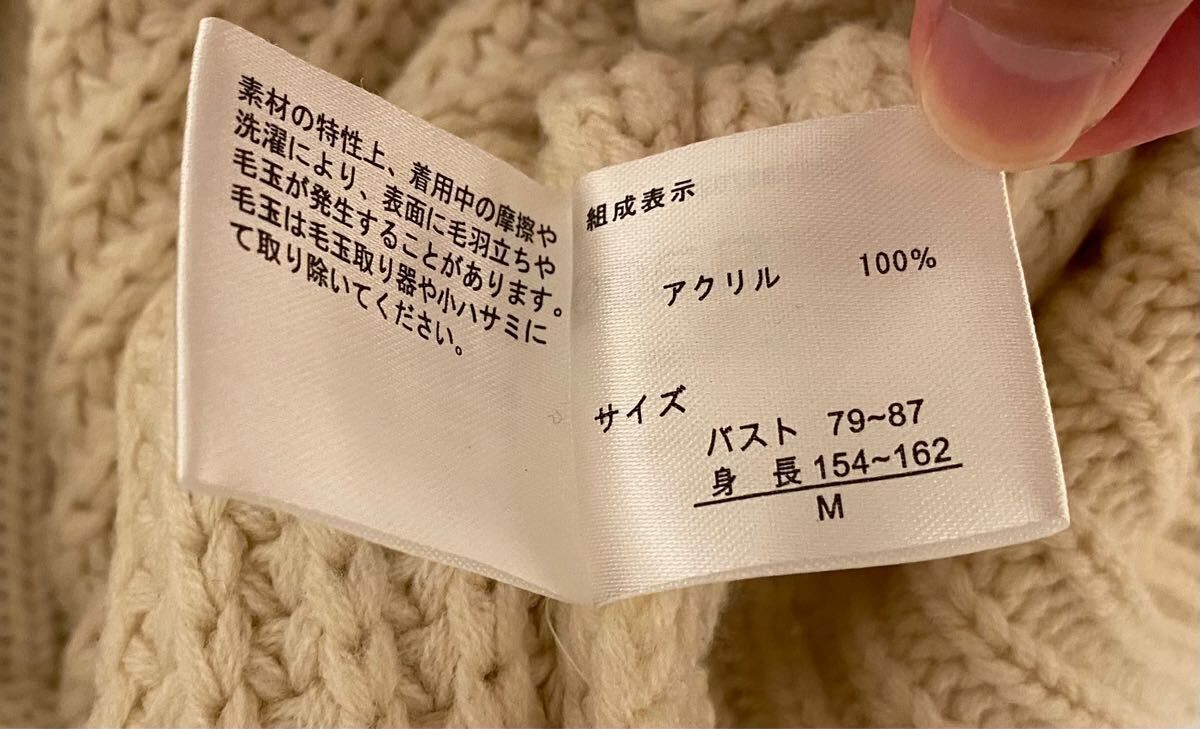 素材の特性上、着用中の摩擦や
洗濯により、表面に毛羽立ちや
毛玉が発生することがあります。
毛玉は毛玉取り器や小ハサミに
て取り除いてください。
組成表示
アクリル 100%
サイズ
バスト 79~87
身 長 154~162
M